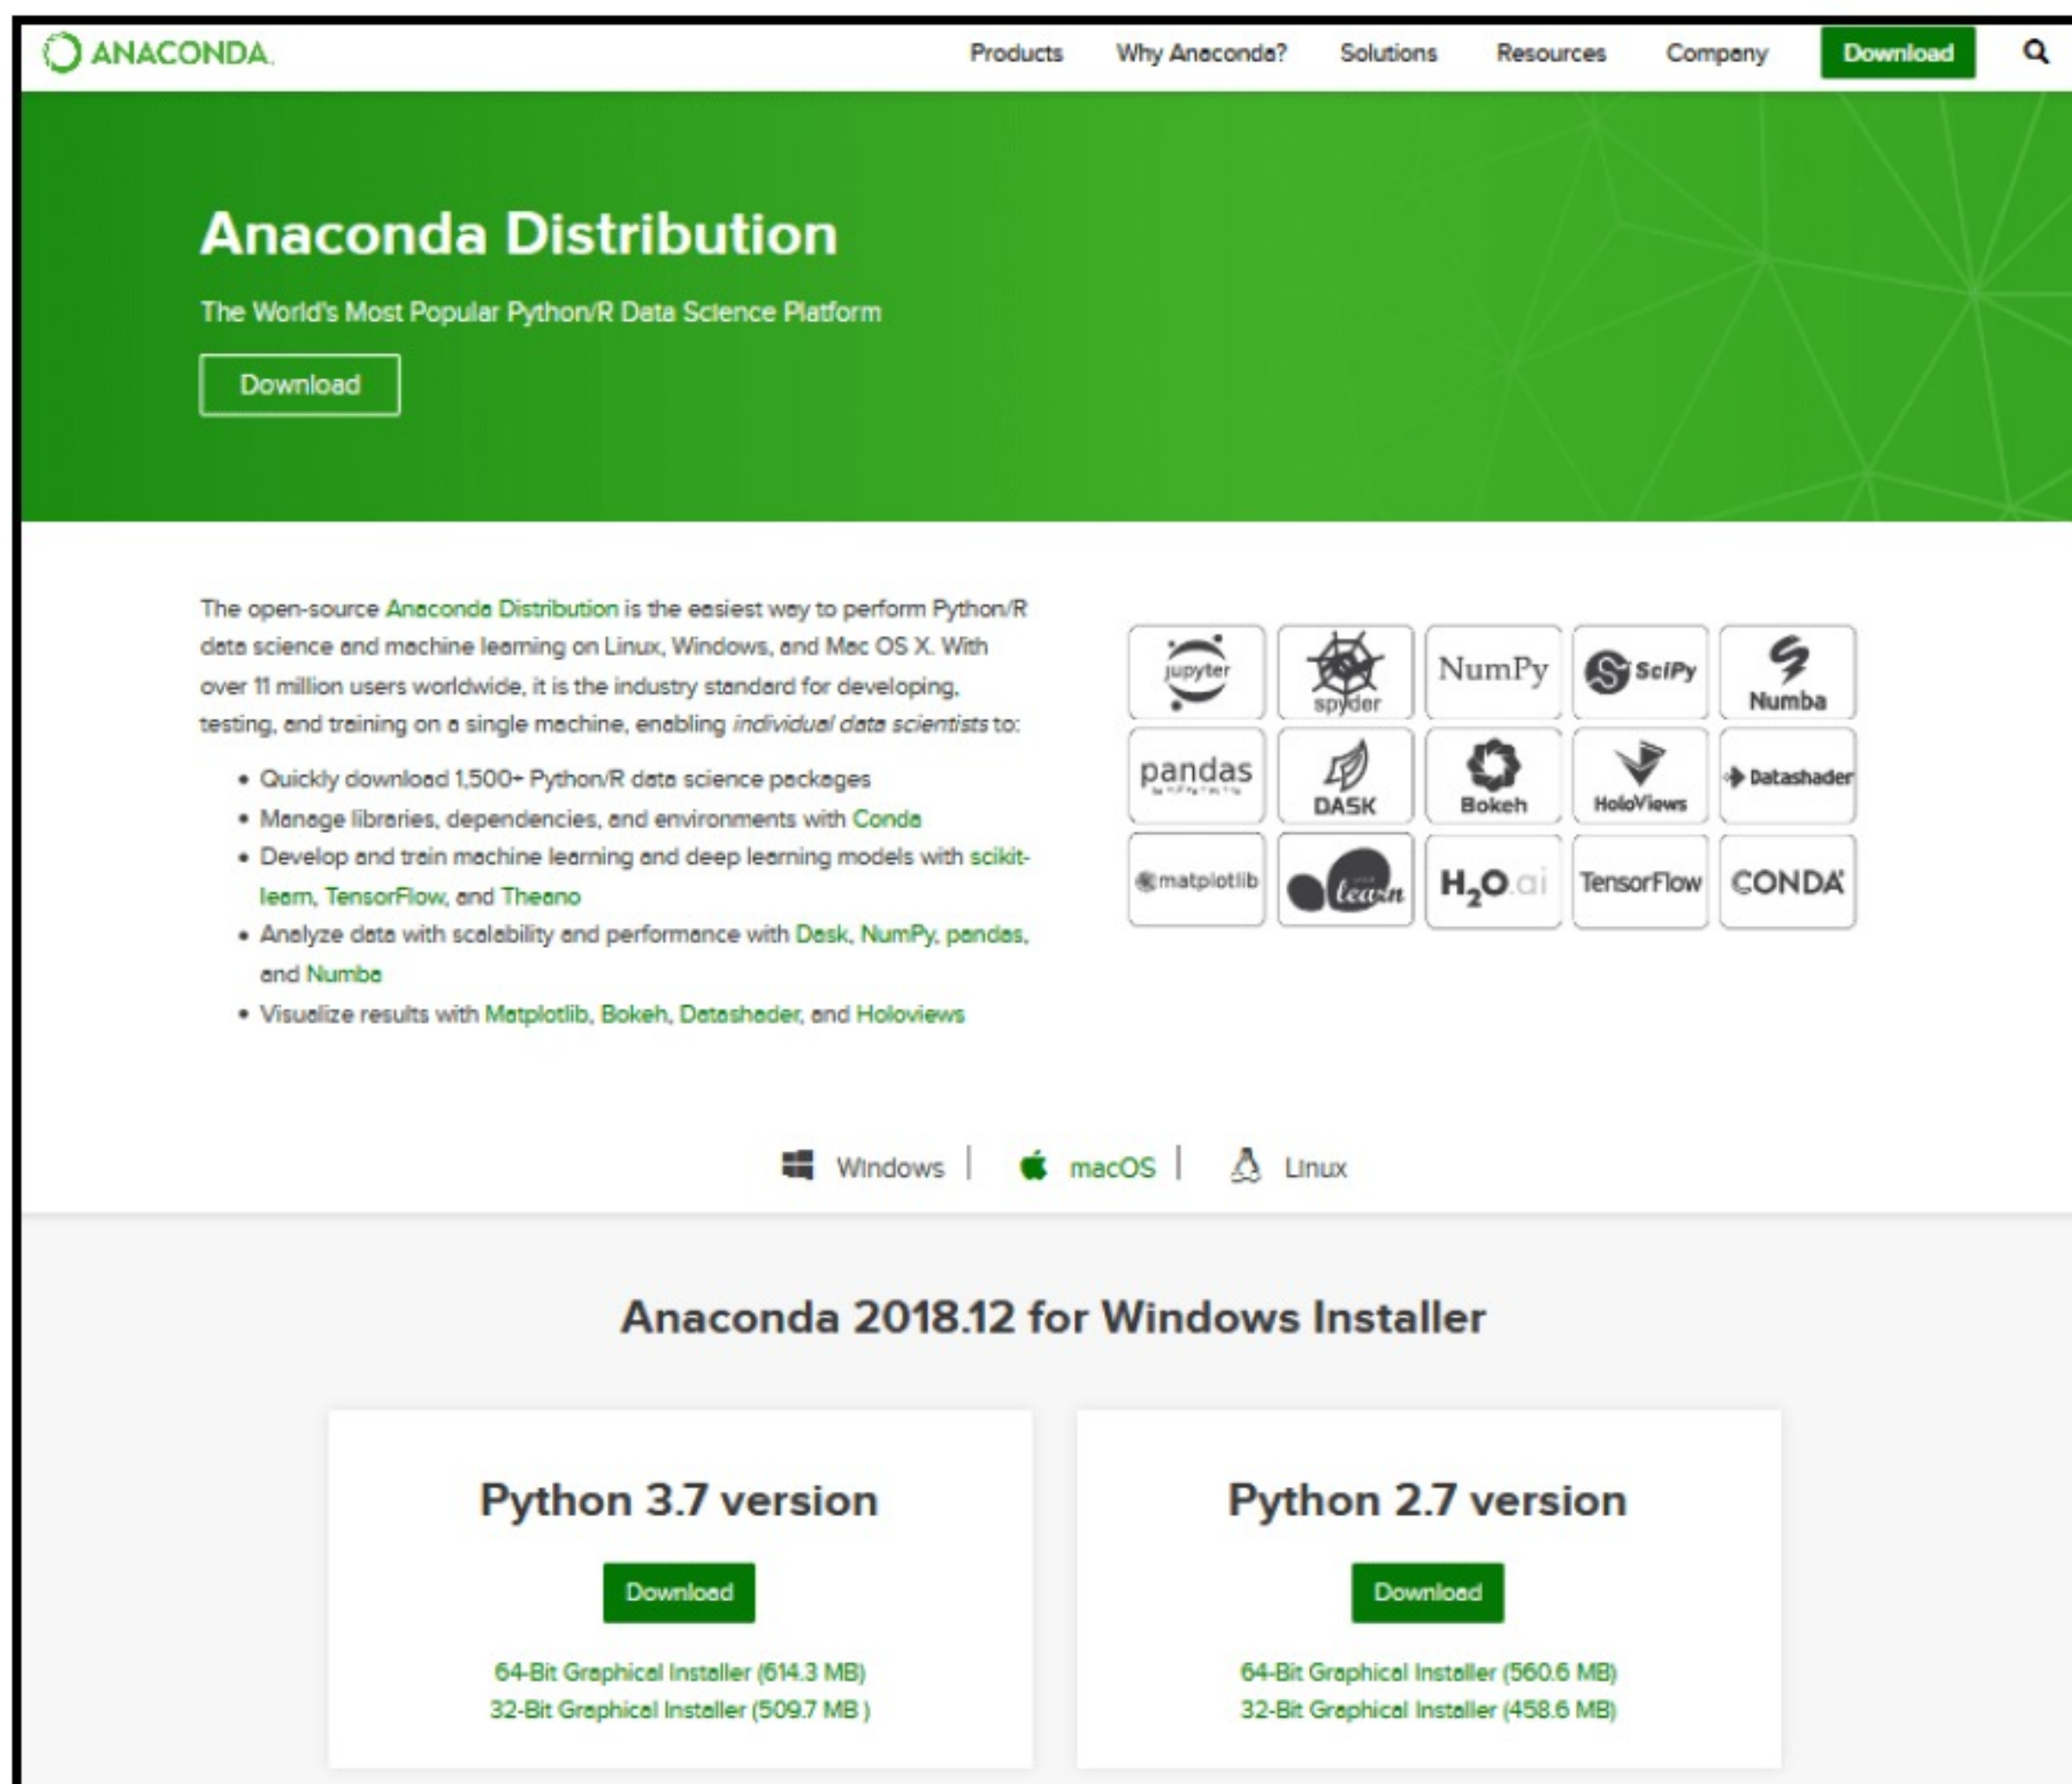 ANACONDA.
Products Why Anaconda? Solutions Resources Company Download
Anaconda Distribution
The World's Most Popular Python/R Data Science Platform
Download
The open-source Anaconda Distribution is the easiest way to perform Python/R
data science and machine learning on Linux, Windows, and Mac OS X. With
over 11 million users worldwide, it is the industry standard for developing,
testing, and training on a single machine, enabling individual data scientists to:
• Quickly download 1,500+ Python/R data science packages
• Manage libraries, dependencies, and environments with Conda
• Develop and train machine learning and deep learning models with scikit-
learn, TensorFlow, and Theano
• Analyze data with scalability and performance with Dask, NumPy, pandas,
and Numba
• Visualize results with Matplotlib, Bokeh, Datashader, and Holoviews
jupyter spyder NumPy SciPy Numba
pandas DASK Bokeh HoloViews Datashader
matplotlib learn H2O.ai TensorFlow CONDA
Windows | macOS | Linux
Anaconda 2018.12 for Windows Installer
Python 3.7 version
Download
64-Bit Graphical Installer (614.3 MB)
32-Bit Graphical Installer (509.7 MB )
Python 2.7 version
Download
64-Bit Graphical Installer (560.6 MB)
32-Bit Graphical Installer (458.6 MB)